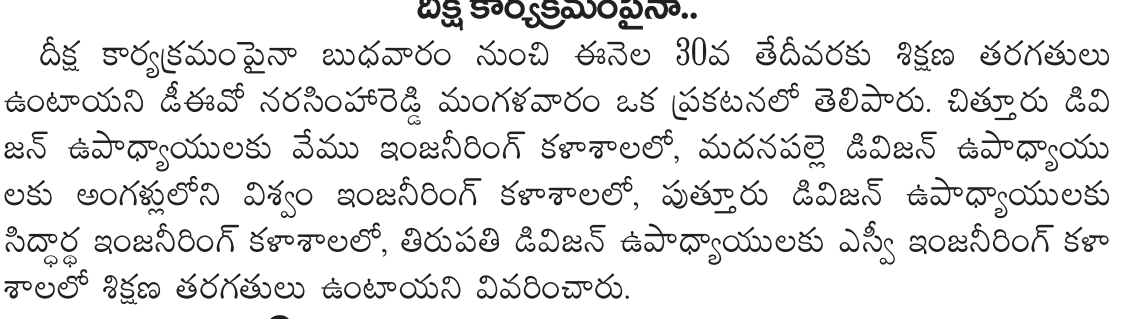 దీక్ష కార్యక్రమంపైనా..
దీక్ష కార్యక్రమంపైనా బుధవారం నుంచి ఈనెల 30వ తేదీవరకు శిక్షణ తరగతులు
ఉంటాయని డీఈవో నరసింహారెడ్డి మంగళవారం ఒక ప్రకటనలో తెలిపారు. చిత్తూరు డివి
జన్ ఉపాధ్యాయులకు వేము ఇంజనీరింగ్ కళాశాలలో, మదనపల్లె డివిజన్ ఉపాధ్యాయు
లకు అంగళ్లులోని విశ్వం ఇంజనీరింగ్ కళాశాలలో, పుత్తూరు డివిజన్ ఉపాధ్యాయులకు
సిద్ధార్థ ఇంజనీరింగ్ కళాశాలలో, తిరుపతి డివిజన్ ఉపాధ్యాయులకు ఎస్వీ ఇంజనీరింగ్ కళా
శాలలో శిక్షణ తరగతులు ఉంటాయని వివరించారు.